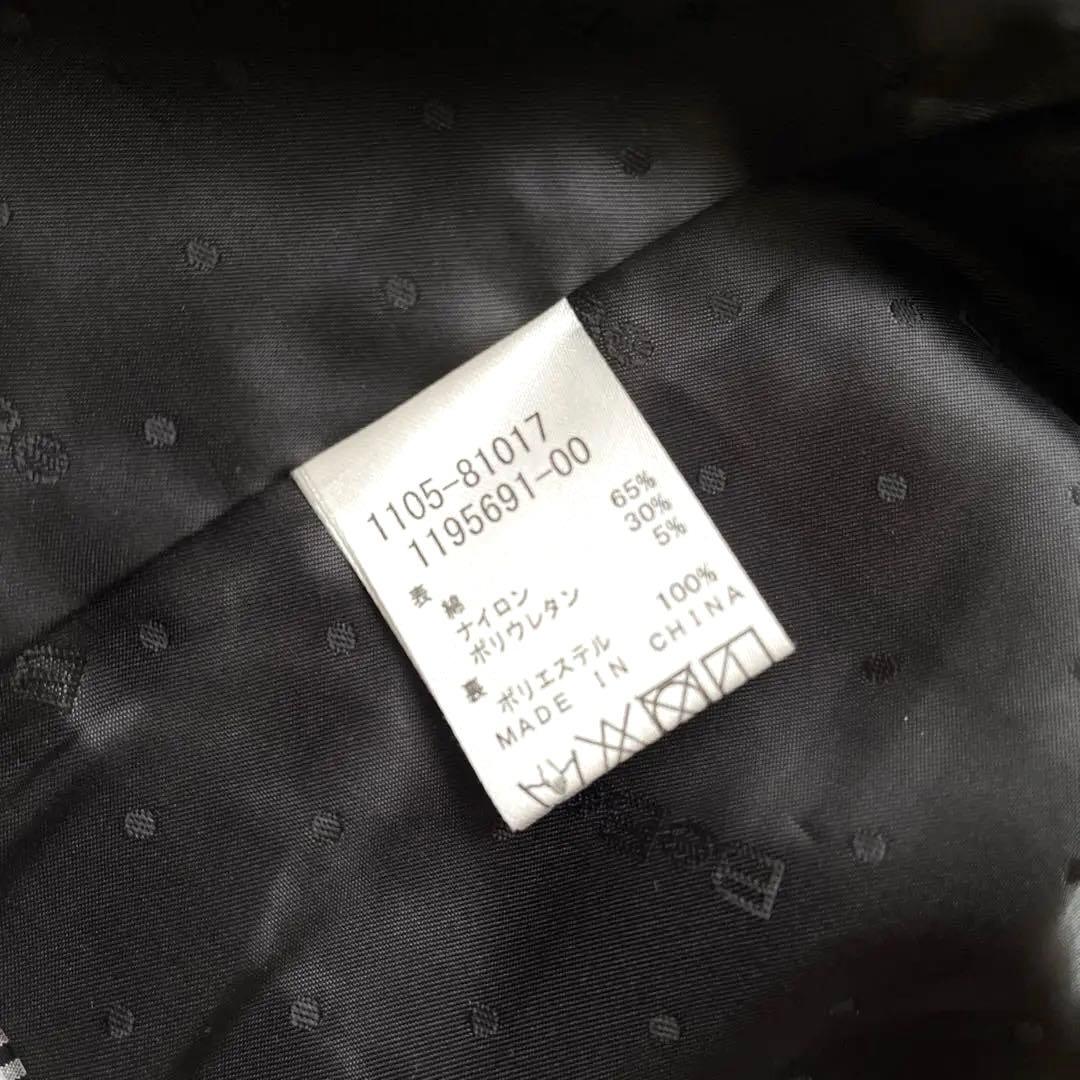 1105-81017
1195691-00
表 綿 65%
ナイロン 30%
ポリウレタン 5%
裏 ポリエステル 100%
MADE IN CHINA